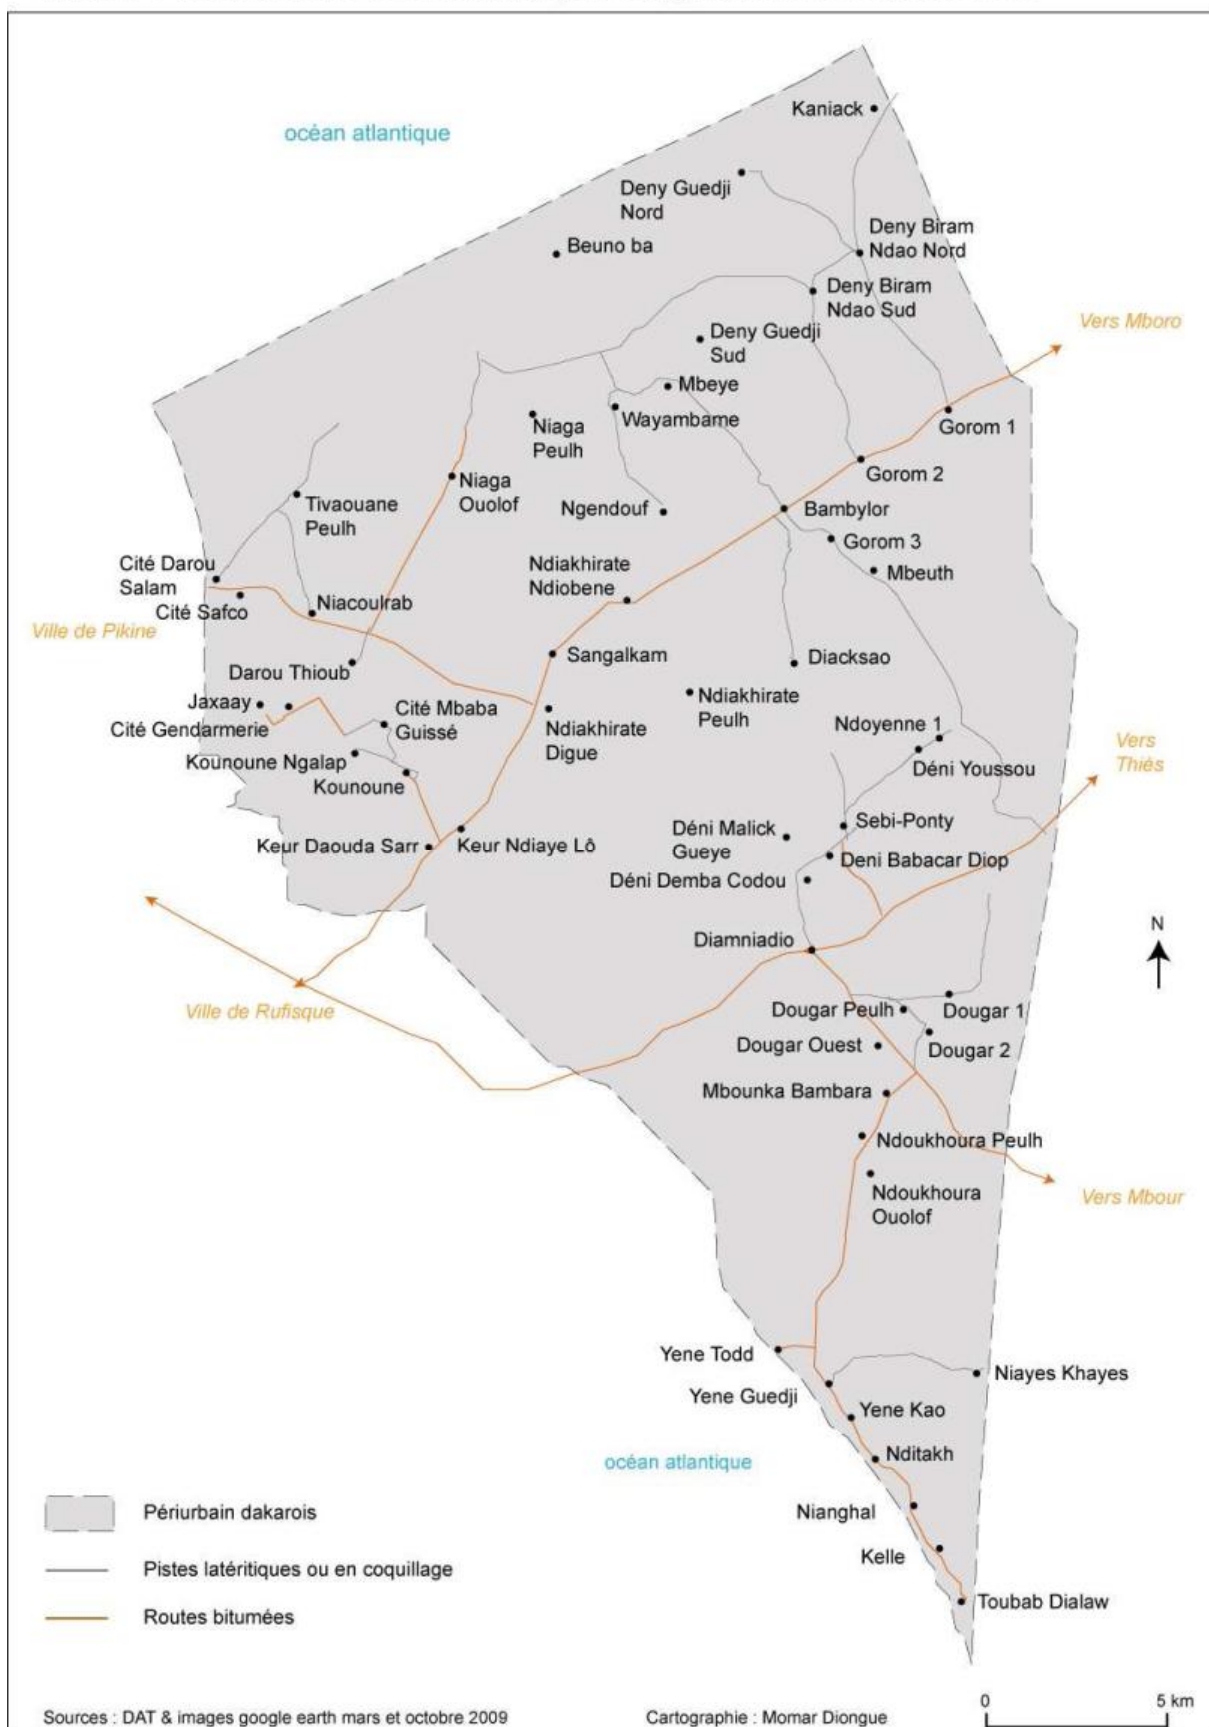 Kaniack
océan atlantique
Deny Guedji
Nord
Deny Biram
Ndao Nord
Beuno ba
Deny Biram
Ndao Sud
Vers Mboro
Deny Guedji
Sud
Mbeye
Wayambame
Niaga
Peulh
Gorom 1
Gorom 2
Niaga
Ouolof
Tivaouane
Peulh
Ngendouf
Bambylor
Gorom 3
Cité Darou
Salam
Ndiakhirate
Ndiobene
Mbeuth
Cité Safco
Niacoulrab
Ville de Pikine
Sangalkam
Diacksao
Darou Thioub
Jaxaay
Cité Gendarmerie
Cité Mbaba
Guissé
Ndiakhirate
Digue
Ndiakhirate
Peulh
Ndoyenne 1
Déni Youssou
Vers
Thiès
Kounoune Ngalap
Kounoune
Keur Daouda Sarr
Keur Ndiaye Lô
Déni Malick
Gueye
Sebi-Ponty
Deni Babacar Diop
Déni Demba Codou
Diamniadio
N
Ville de Rufisque
Dougar Peulh
Dougar 1
Dougar Ouest
Dougar 2
Mbounka Bambara
Ndoukhoura Peulh
Ndoukhoura
Ouolof
Vers Mbour
Yene Todd
Niayes Khayes
Yene Guedji
Yene Kao
Nditakh
océan atlantique
Nianghal
Kelle
Toubab Dialaw
Périurbain dakarois
Pistes latéritiques ou en coquillage
Routes bitumées
0 5 km
Sources : DAT & images google earth mars et octobre 2009
Cartographie : Momar Diongue